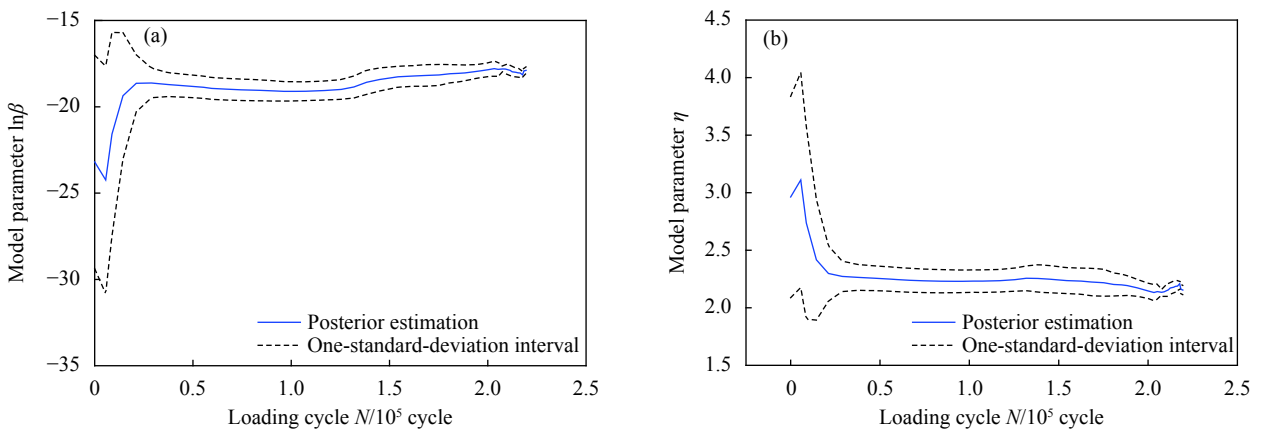 (a)
Model parameter lnβ
−15
−20
−25
−30
−35
0
0.5
1.0
1.5
2.0
2.5
Posterior estimation
One-standard-deviation interval
Loading cycle N/10⁵ cycle
(b)
Model parameter η
4.5
4.0
3.5
3.0
2.5
2.0
1.5
0
0.5
1.0
1.5
2.0
2.5
Posterior estimation
One-standard-deviation interval
Loading cycle N/10⁵ cycle